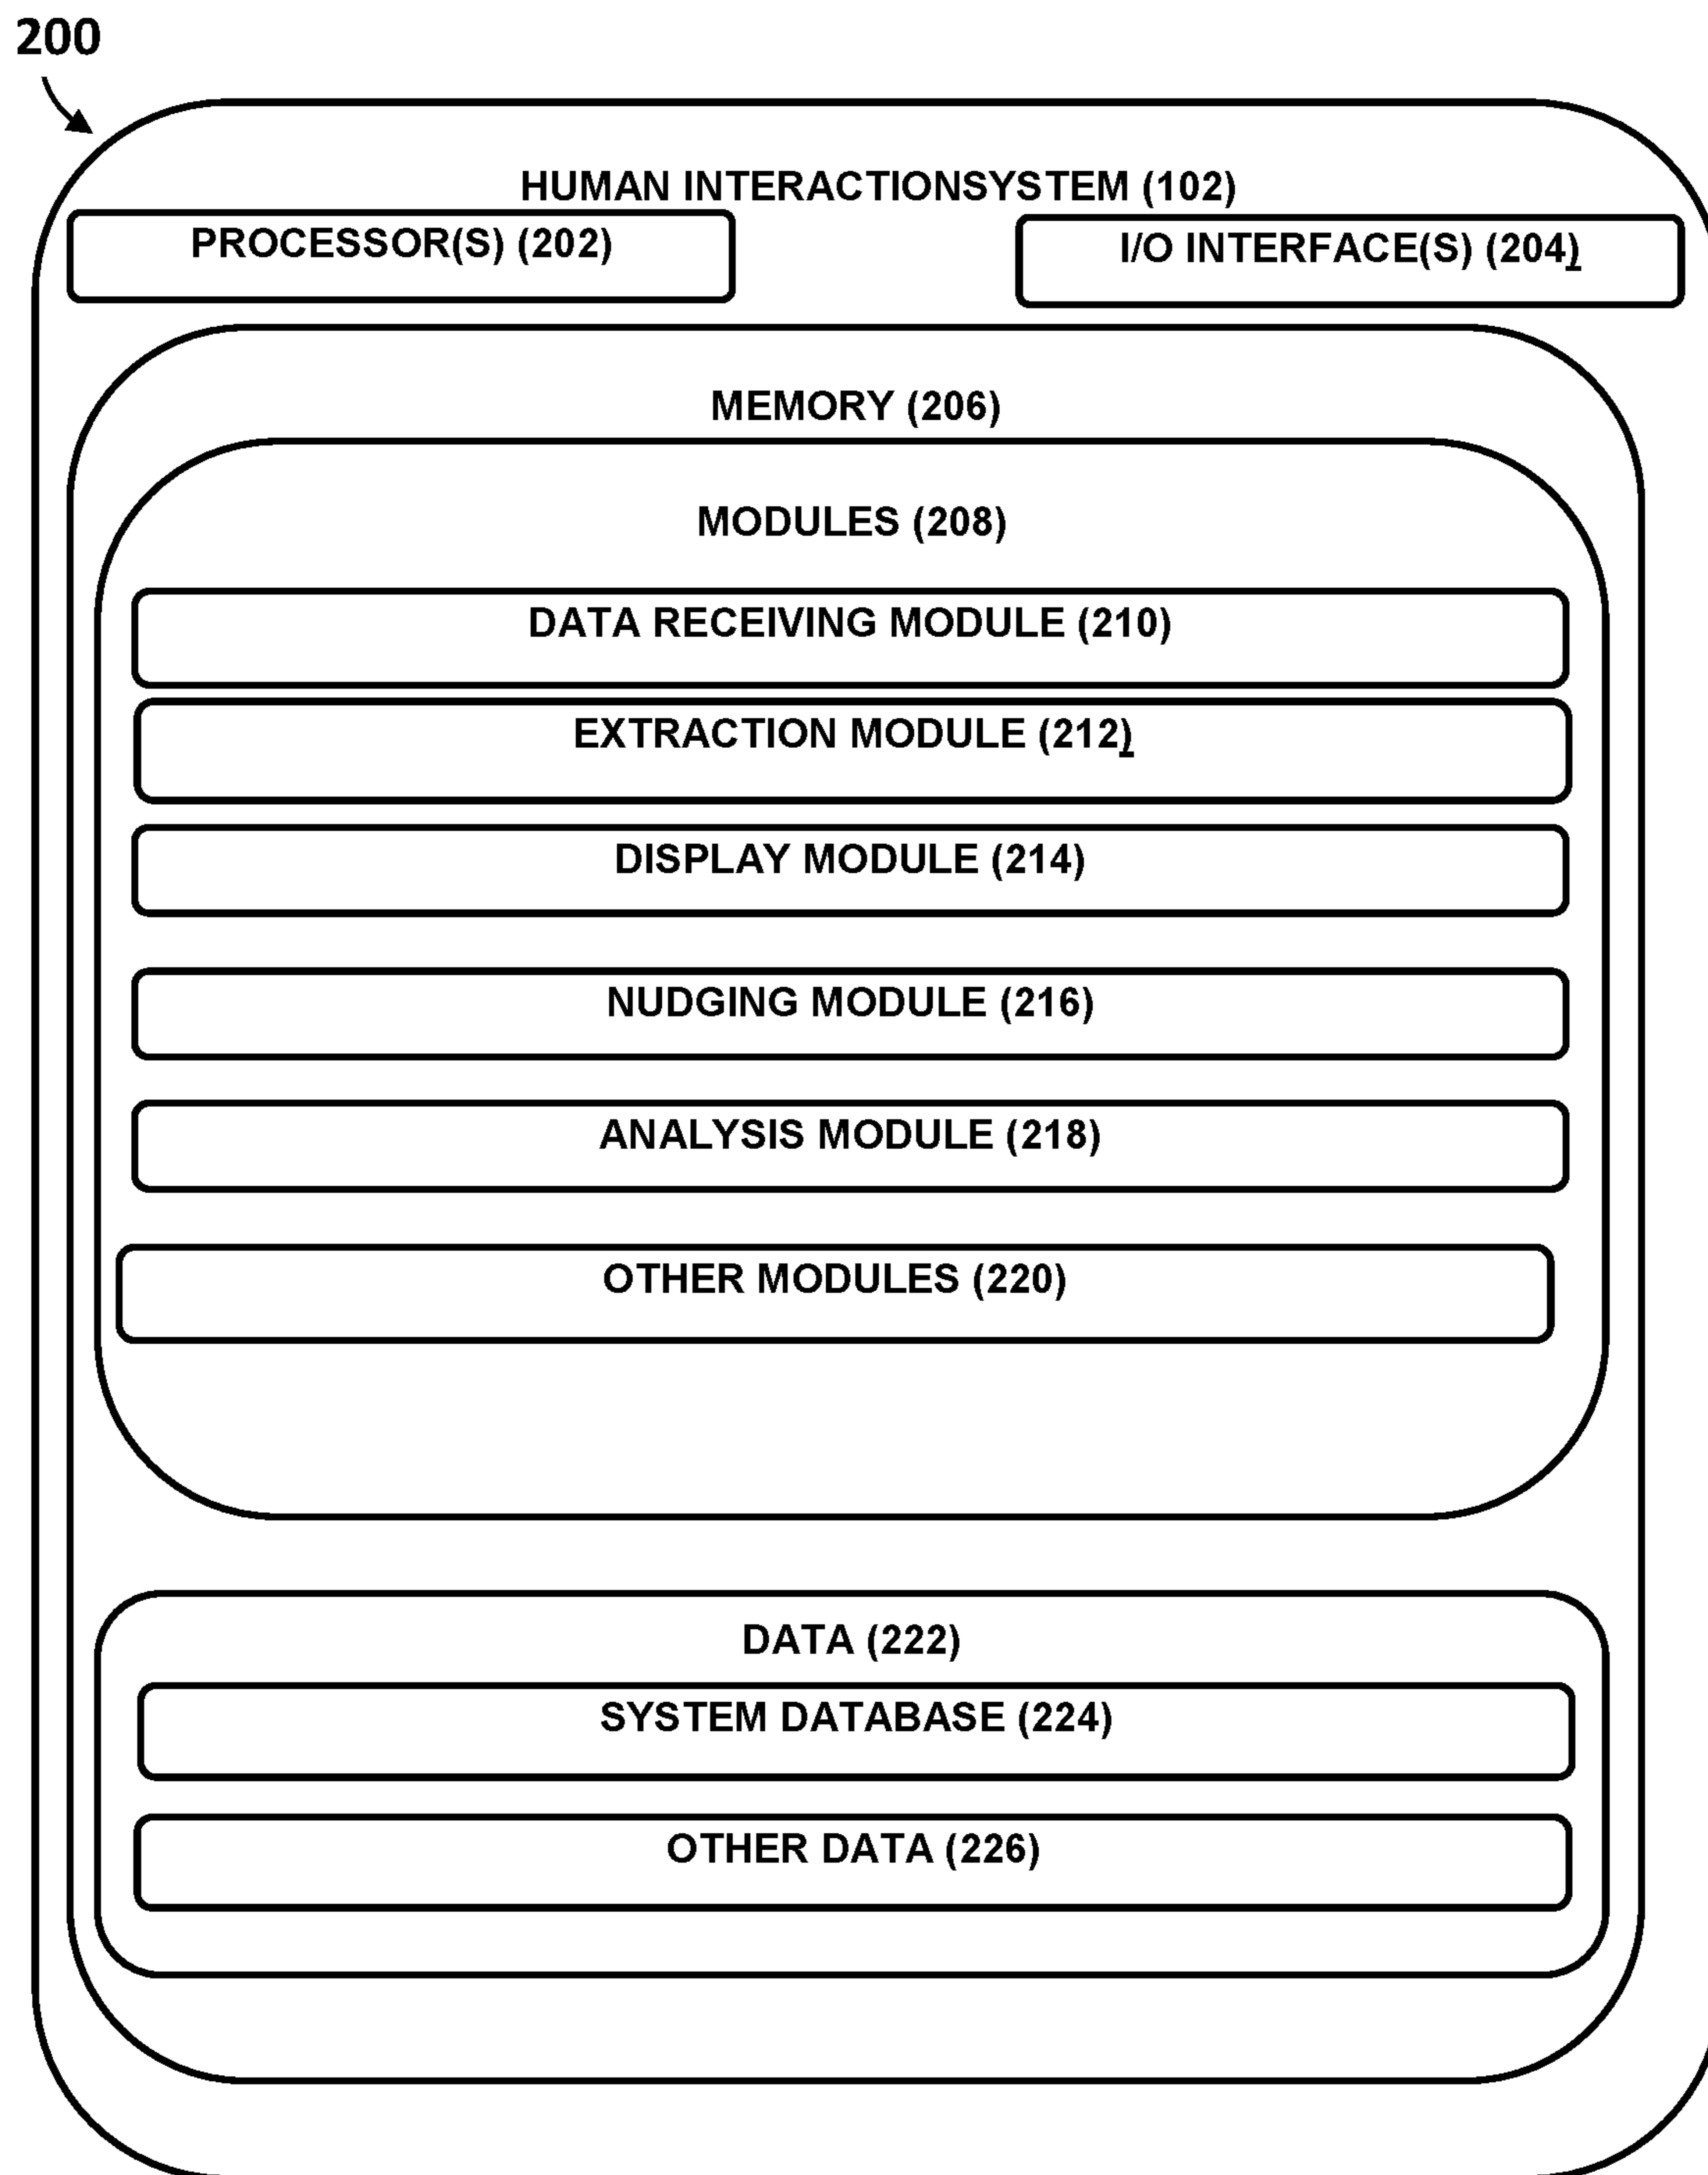 200
HUMAN INTERACTIONSYSTEM (102)
PROCESSOR(S) (202)
I/O INTERFACE(S) (204)
MEMORY (206)
MODULES (208)
DATA RECEIVING MODULE (210)
EXTRACTION MODULE (212)
DISPLAY MODULE (214)
NUDGING MODULE (216)
ANALYSIS MODULE (218)
OTHER MODULES (220)
DATA (222)
SYSTEM DATABASE (224)
OTHER DATA (226)